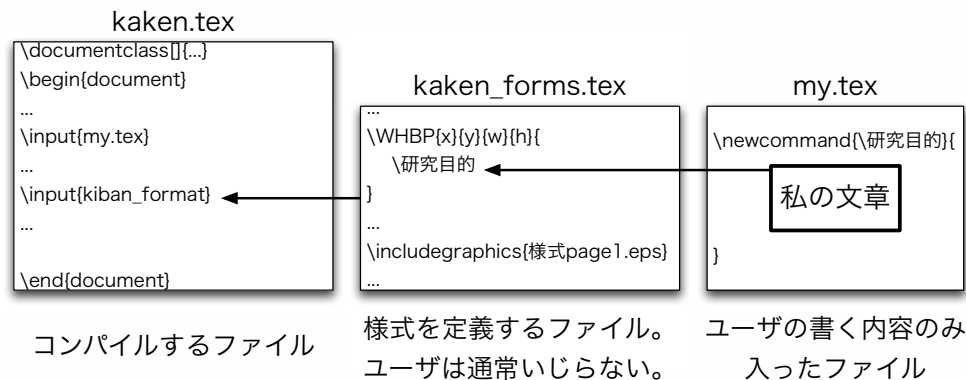 kaken.tex
\documentclass[]{...}
\begin{document}
...
\input{my.tex}
...
\input{kiban_format}
...
\end{document}
コンパイルするファイル
kaken_forms.tex
...
\WHBP{x}{y}{w}{h}{
\研究目的
}
...
\includegraphics{様式page1.eps}
...
様式を定義するファイル。
ユーザは通常いじらない。
my.tex
\newcommand{\研究目的}{
私の文章
}
ユーザの書く内容のみ
入ったファイル